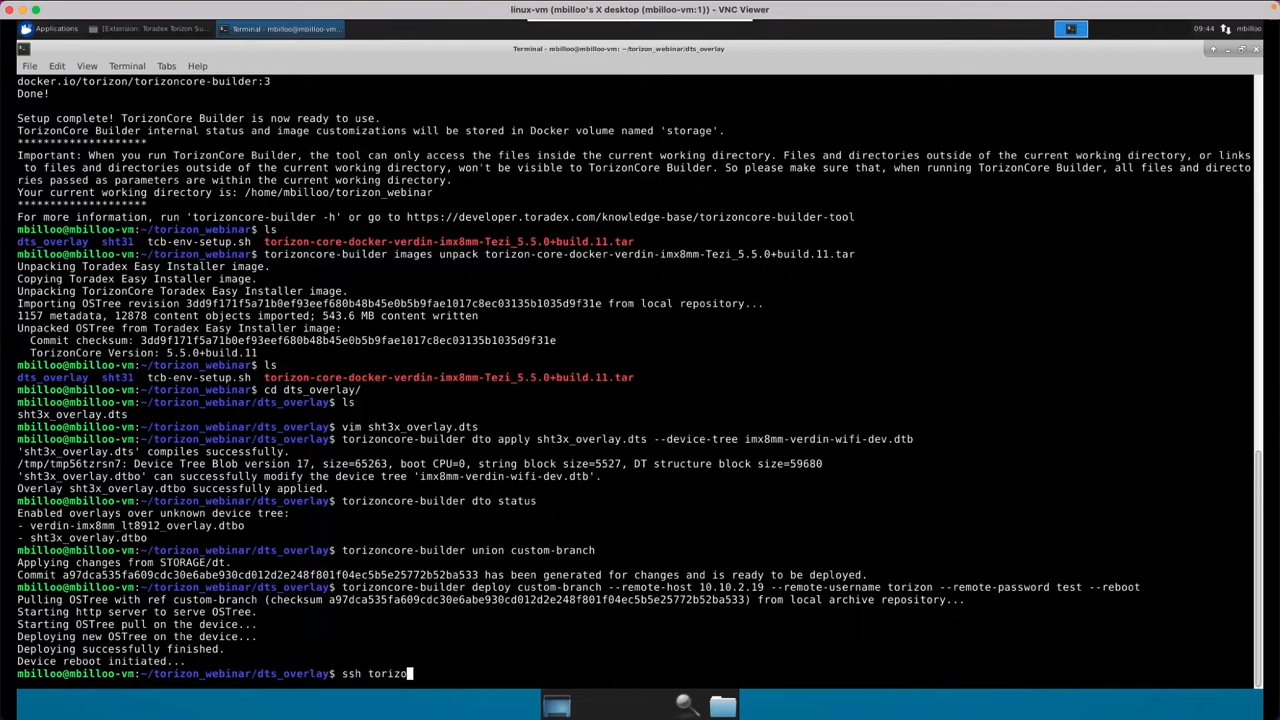 linux-vm (mbilloo's X desktop (mbilloo-vm:1)) - VNC Viewer
Applications
[Extension: Toradex Torizon Su...
Terminal - mbilloo@mbilloo-vm...
09:44
mbilloo
Terminal - mbilloo@mbilloo-vm: ~/torizon_webinar/dts_overlay
File Edit View Terminal Tabs Help
docker.io/torizon/torizoncore-builder:3
Done!
Setup complete! TorizonCore Builder is now ready to use.
TorizonCore Builder internal status and image customizations will be stored in Docker volume named 'storage'.
********************
Important: When you run TorizonCore Builder, the tool can only access the files inside the current working directory. Files and directories outside of the current working directory, or links
to files and directories outside of the current working directory, won't be visible to TorizonCore Builder. So please make sure that, when running TorizonCore Builder, all files and directo
ries passed as parameters are within the current working directory.
Your current working directory is: /home/mbilloo/torizon_webinar
********************
For more information, run 'torizoncore-builder -h' or go to https://developer.toradex.com/knowledge-base/torizoncore-builder-tool
mbilloo@mbilloo-vm:~/torizon_webinar$ ls
dts_overlay sht31 tcb-env-setup.sh torizon-core-docker-verdin-imx8mm-Tezi_5.5.0+build.11.tar
mbilloo@mbilloo-vm:~/torizon_webinar$ torizoncore-builder images unpack torizon-core-docker-verdin-imx8mm-Tezi_5.5.0+build.11.tar
Unpacking Toradex Easy Installer image.
Copying Toradex Easy Installer image.
Unpacking TorizonCore Toradex Easy Installer image.
Importing OSTree revision 3dd9f171f5a71b0ef93eef680b48b45e0b5b9fae1017c8ec03135b1035d9f31e from local repository...
1157 metadata, 12878 content objects imported; 543.6 MB content written
Unpacked OSTree from Toradex Easy Installer image:
Commit checksum: 3dd9f171f5a71b0ef93eef680b48b45e0b5b9fae1017c8ec03135b1035d9f31e
TorizonCore Version: 5.5.0+build.11
mbilloo@mbilloo-vm:~/torizon_webinar$ ls
dts_overlay sht31 tcb-env-setup.sh torizon-core-docker-verdin-imx8mm-Tezi_5.5.0+build.11.tar
mbilloo@mbilloo-vm:~/torizon_webinar$ cd dts_overlay/
mbilloo@mbilloo-vm:~/torizon_webinar/dts_overlay$ ls
sht3x_overlay.dts
mbilloo@mbilloo-vm:~/torizon_webinar/dts_overlay$ vim sht3x_overlay.dts
mbilloo@mbilloo-vm:~/torizon_webinar/dts_overlay$ torizoncore-builder dto apply sht3x_overlay.dts --device-tree imx8mm-verdin-wifi-dev.dtb
'sht3x_overlay.dts' compiles successfully.
/tmp/tmp56tzrsn7: Device Tree Blob version 17, size=65263, boot CPU=0, string block size=5527, DT structure block size=59680
'sht3x_overlay.dtbo' can successfully modify the device tree 'imx8mm-verdin-wifi-dev.dtb'.
Overlay sht3x_overlay.dtbo successfully applied.
mbilloo@mbilloo-vm:~/torizon_webinar/dts_overlay$ torizoncore-builder dto status
Enabled overlays over unknown device tree:
- verdin-imx8mm_lt8912_overlay.dtbo
- sht3x_overlay.dtbo
mbilloo@mbilloo-vm:~/torizon_webinar/dts_overlay$ torizoncore-builder union custom-branch
Applying changes from STORAGE/dt.
Commit a97dca535fa609cdc30e6abe930cd012d2e248f801f04ec5b5e25772b52ba533 has been generated for changes and is ready to be deployed.
mbilloo@mbilloo-vm:~/torizon_webinar/dts_overlay$ torizoncore-builder deploy custom-branch --remote-host 10.10.2.19 --remote-username torizon --remote-password test --reboot
Pulling OSTree with ref custom-branch (checksum a97dca535fa609cdc30e6abe930cd012d2e248f801f04ec5b5e25772b52ba533) from local archive repository...
Starting http server to serve OSTree.
Starting OSTree pull on the device...
Deploying new OSTree on the device...
Deploying successfully finished.
Device reboot initiated...
mbilloo@mbilloo-vm:~/torizon_webinar/dts_overlay$ ssh torizo